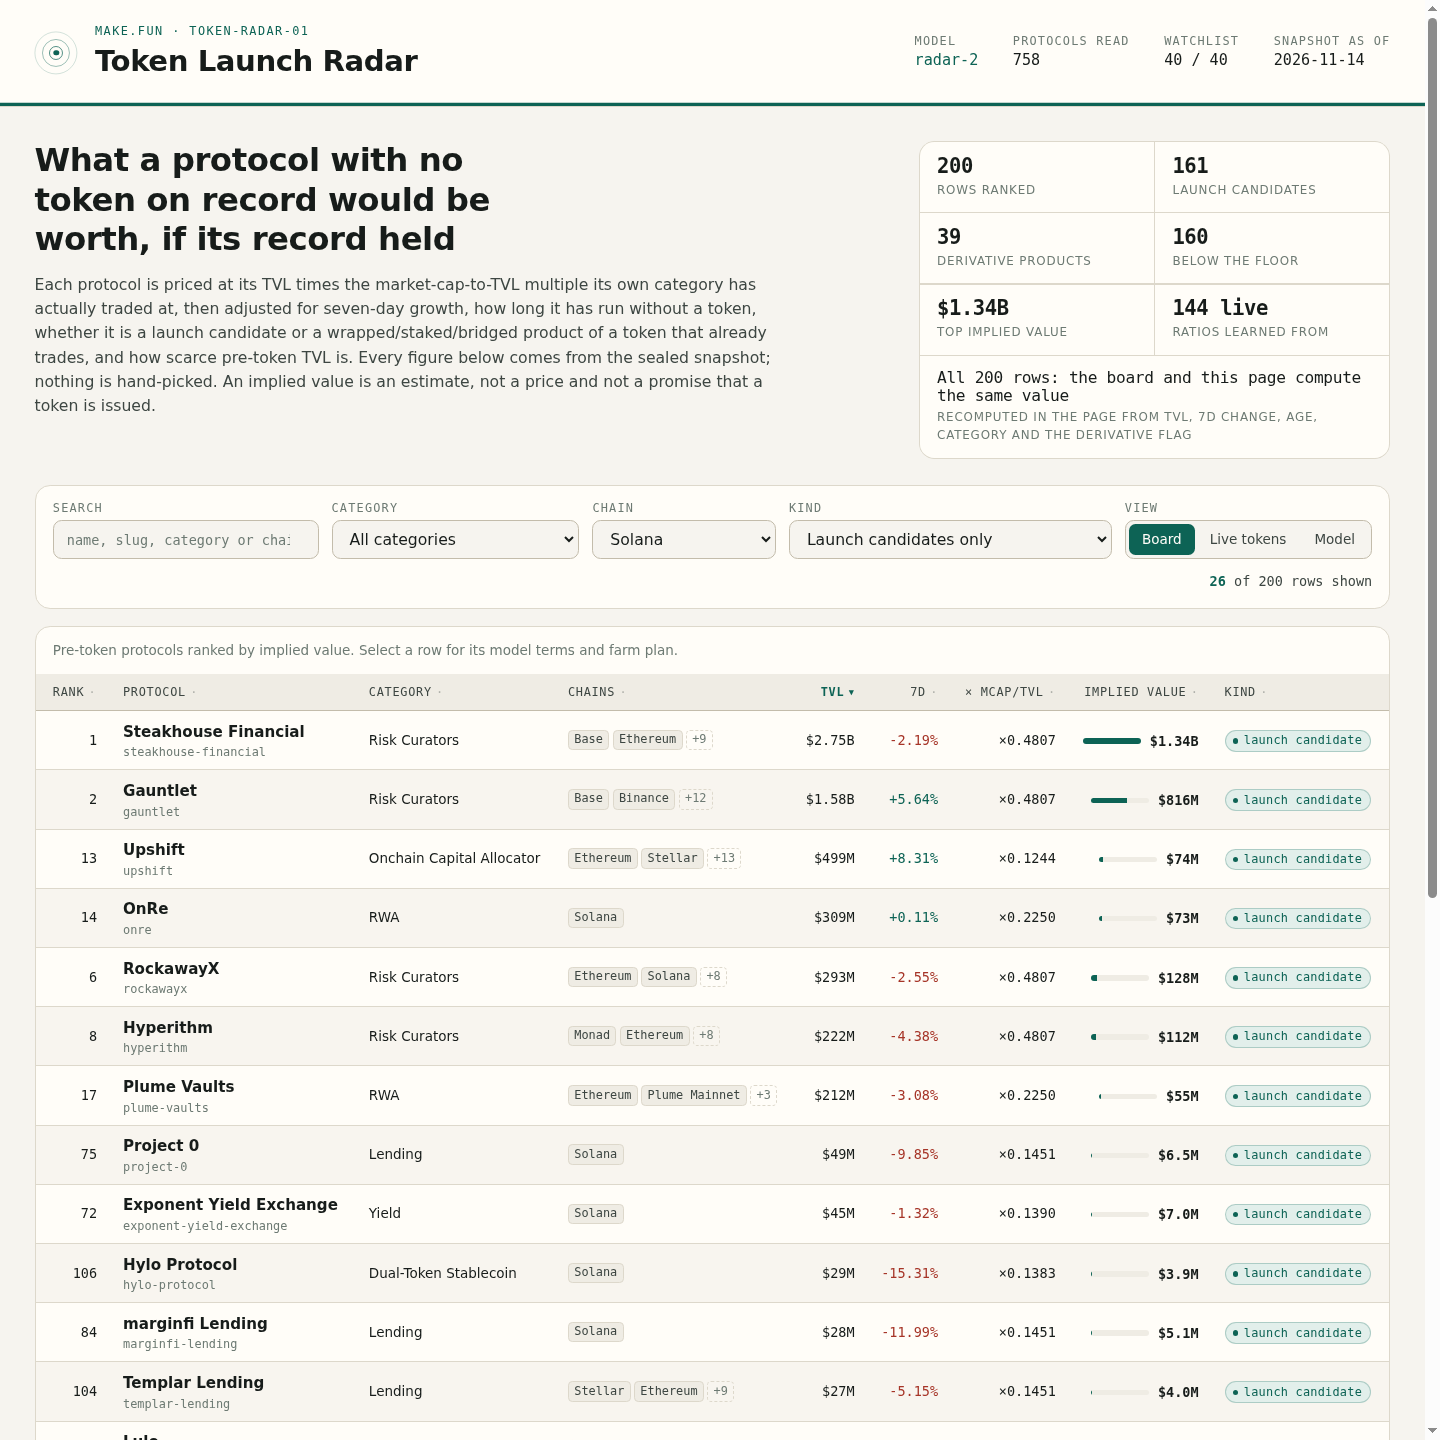 MAKE.FUN · TOKEN-RADAR-01
Token Launch Radar
MODEL
radar-2
PROTOCOLS READ
758
WATCHLIST
40 / 40
SNAPSHOT AS OF
2026-11-14
What a protocol with no
token on record would be
worth, if its record held
Each protocol is priced at its TVL times the market-cap-to-TVL multiple its own category has
actually traded at, then adjusted for seven-day growth, how long it has run without a token,
whether it is a launch candidate or a wrapped/staked/bridged product of a token that already
trades, and how scarce pre-token TVL is. Every figure below comes from the sealed snapshot;
nothing is hand-picked. An implied value is an estimate, not a price and not a promise that a
token is issued.
200
ROWS RANKED
161
LAUNCH CANDIDATES
39
DERIVATIVE PRODUCTS
160
BELOW THE FLOOR
$1.34B
TOP IMPLIED VALUE
144 live
RATIOS LEARNED FROM
All 200 rows: the board and this page compute
the same value
RECOMPUTED IN THE PAGE FROM TVL, 7D CHANGE, AGE,
CATEGORY AND THE DERIVATIVE FLAG
SEARCH
name, slug, category or chai
CATEGORY
All categories
CHAIN
Solana
KIND
Launch candidates only
VIEW
Board Live tokens Model
26 of 200 rows shown
Pre-token protocols ranked by implied value. Select a row for its model terms and farm plan.
RANK · PROTOCOL · CATEGORY · CHAINS · TVL ▾ 7D · × MCAP/TVL · IMPLIED VALUE · KIND ·
1 Steakhouse Financial Risk Curators Base Ethereum +9 $2.75B -2.19% ×0.4807 $1.34B launch candidate
steakhouse-financial
2 Gauntlet Risk Curators Base Binance +12 $1.58B +5.64% ×0.4807 $816M launch candidate
gauntlet
13 Upshift Onchain Capital Allocator Ethereum Stellar +13 $499M +8.31% ×0.1244 $74M launch candidate
upshift
14 OnRe RWA Solana $309M +0.11% ×0.2250 $73M launch candidate
onre
6 RockawayX Risk Curators Ethereum Solana +8 $293M -2.55% ×0.4807 $128M launch candidate
rockawayx
8 Hyperithm Risk Curators Monad Ethereum +8 $222M -4.38% ×0.4807 $112M launch candidate
hyperithm
17 Plume Vaults RWA Ethereum Plume Mainnet +3 $212M -3.08% ×0.2250 $55M launch candidate
plume-vaults
75 Project 0 Lending Solana $49M -9.85% ×0.1451 $6.5M launch candidate
project-0
72 Exponent Yield Exchange Yield Solana $45M -1.32% ×0.1390 $7.0M launch candidate
exponent-yield-exchange
106 Hylo Protocol Dual-Token Stablecoin Solana $29M -15.31% ×0.1383 $3.9M launch candidate
hylo-protocol
84 marginfi Lending Lending Solana $28M -11.99% ×0.1451 $5.1M launch candidate
marginfi-lending
104 Templar Lending Lending Stellar Ethereum +9 $27M -5.15% ×0.1451 $4.0M launch candidate
templar-lending